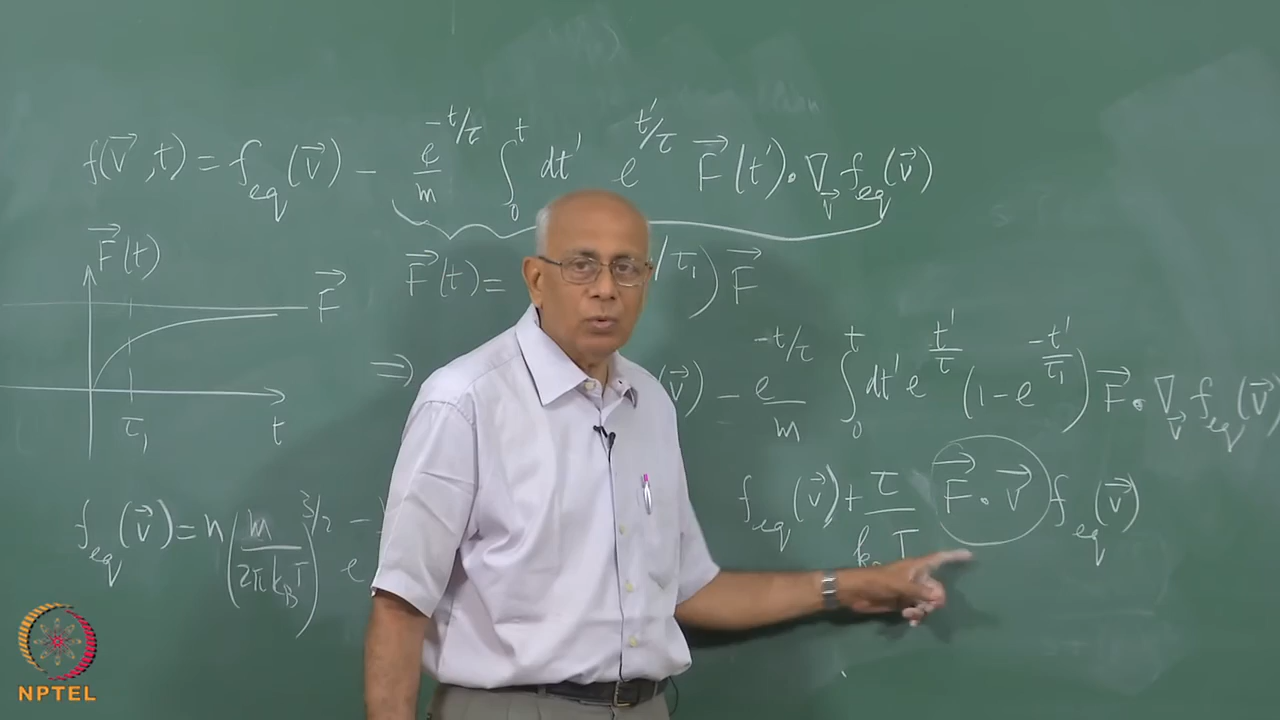 f(v⃗, t) = f_eq(v⃗) − e^{−t/τ}/m ∫₀ᵗ dt′ e^{t′/τ} F⃗(t′)·∇_v⃗ f_eq(v⃗)
F⃗(t)
F⃗
τ₁
t
F⃗(t) = /τ₁) F⃗
⇒ (v⃗) − e^{−t/τ}/m ∫₀ᵗ dt′ e^{t′/τ} (1 − e^{−t′/τ₁}) F⃗·∇_v⃗ f_eq(v⃗)
f_eq(v⃗) = n (m/2πk_BT)^{3/2} e^−
f_eq(v⃗) + τ/k T F⃗·v⃗ f_eq(v⃗)
NPTEL